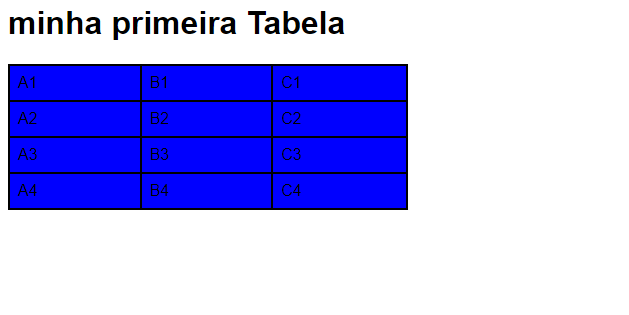 minha primeira Tabela
A1 B1 C1
A2 B2 C2
A3 B3 C3
A4 B4 C4